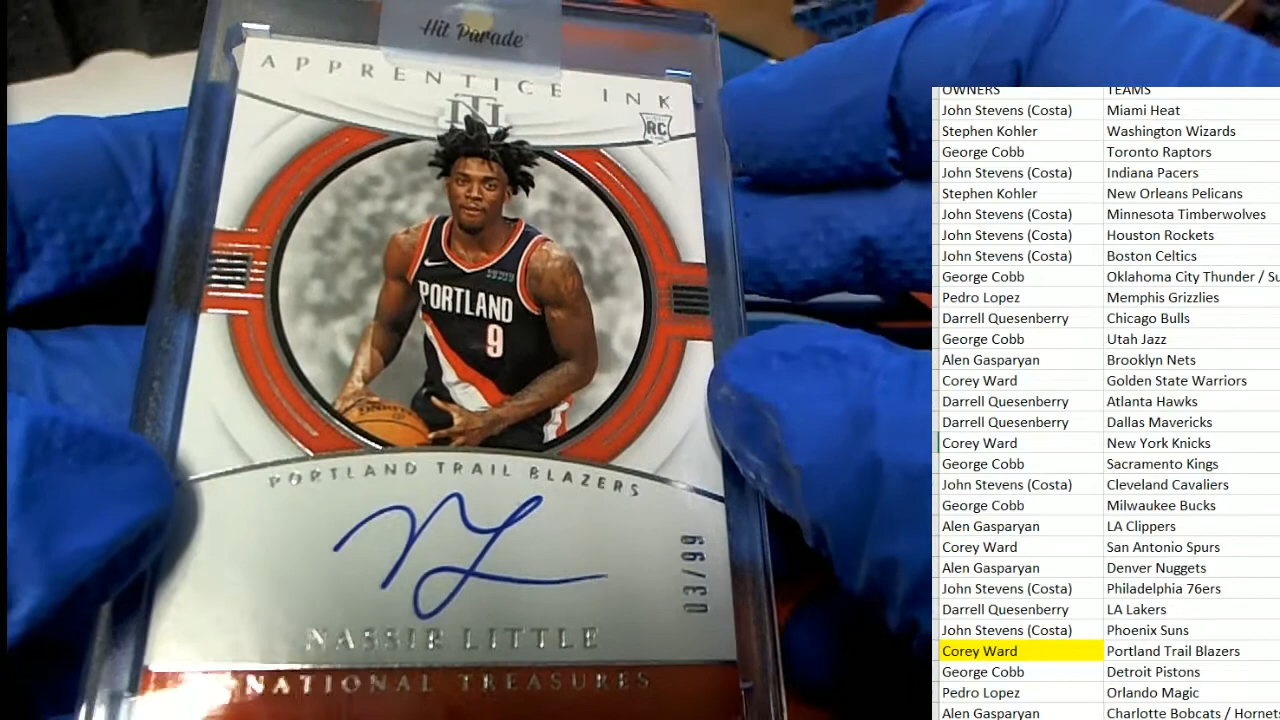 Hit Parade
APPRENTICE INK
NT
RC
PORTLAND
9
PORTLAND TRAIL BLAZERS
NL
03/99
NASSIR LITTLE
NATIONAL TREASURES
OWNERS TEAMS
John Stevens (Costa) Miami Heat
Stephen Kohler Washington Wizards
George Cobb Toronto Raptors
John Stevens (Costa) Indiana Pacers
Stephen Kohler New Orleans Pelicans
John Stevens (Costa) Minnesota Timberwolves
John Stevens (Costa) Houston Rockets
John Stevens (Costa) Boston Celtics
George Cobb Oklahoma City Thunder / Su
Pedro Lopez Memphis Grizzlies
Darrell Quesenberry Chicago Bulls
George Cobb Utah Jazz
Alen Gasparyan Brooklyn Nets
Corey Ward Golden State Warriors
Darrell Quesenberry Atlanta Hawks
Darrell Quesenberry Dallas Mavericks
Corey Ward New York Knicks
George Cobb Sacramento Kings
John Stevens (Costa) Cleveland Cavaliers
George Cobb Milwaukee Bucks
Alen Gasparyan LA Clippers
Corey Ward San Antonio Spurs
Alen Gasparyan Denver Nuggets
John Stevens (Costa) Philadelphia 76ers
Darrell Quesenberry LA Lakers
John Stevens (Costa) Phoenix Suns
Corey Ward Portland Trail Blazers
George Cobb Detroit Pistons
Pedro Lopez Orlando Magic
Alen Gasparyan Charlotte Bobcats / Hornets